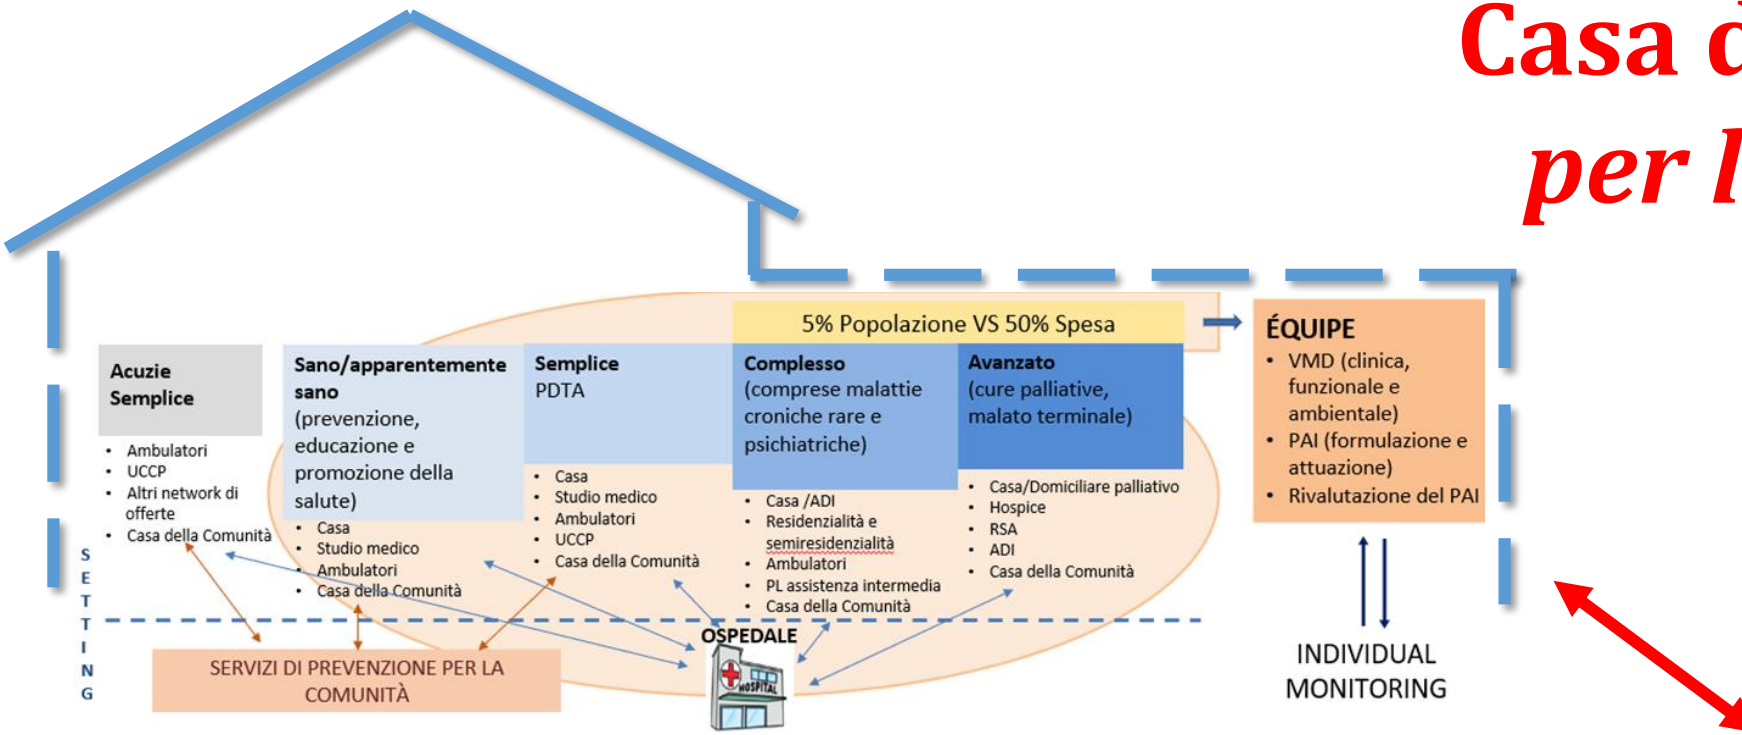 Casa
per
5% Popolazione VS 50% Spesa
Acuzie
Semplice
• Ambulatori
• UCCP
• Altri network di
offerte
• Casa della Comunità
Sano/apparentemente
sano
(prevenzione,
educazione e
promozione della
salute)
• Casa
• Studio medico
• Ambulatori
• Casa della Comunità
Semplice
PDTA
• Casa
• Studio medico
• Ambulatori
• UCCP
• Casa della Comunità
Complesso
(comprese malattie
croniche rare e
psichiatriche)
• Casa /ADI
• Residenzialità e
semiresidenzialità
• Ambulatori
• PL assistenza intermedia
• Casa della Comunità
Avanzato
(cure palliative,
malato terminale)
• Casa/Domiciliare palliativo
• Hospice
• RSA
• ADI
• Casa della Comunità
ÉQUIPE
• VMD (clinica,
funzionale e
ambientale)
• PAI (formulazione e
attuazione)
• Rivalutazione del PAI
SETTING
OSPEDALE
HOSPITAL
SERVIZI DI PREVENZIONE PER LA
COMUNITÀ
INDIVIDUAL
MONITORING